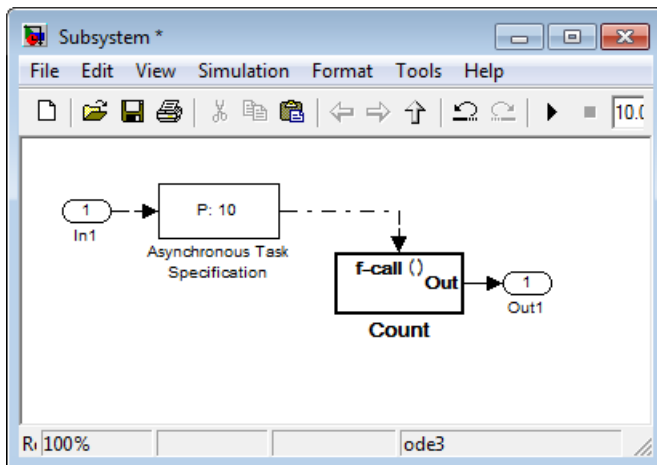 Subsystem *
File Edit View Simulation Format Tools Help
10.0
1
In1
P: 10
Asynchronous Task
Specification
f-call ()
Out
Count
1
Out1
100%
ode3